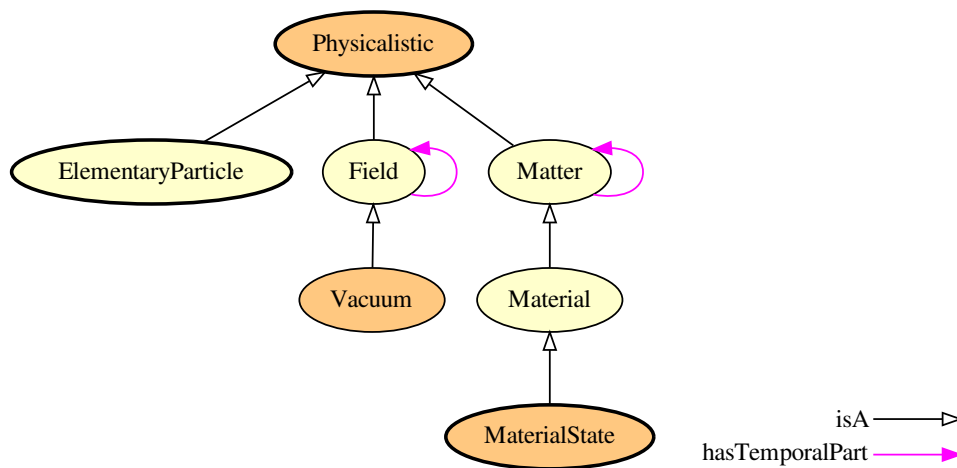 Physicalistic
ElementaryParticle
Field
Matter
Vacuum
Material
MaterialState
isA
hasTemporalPart